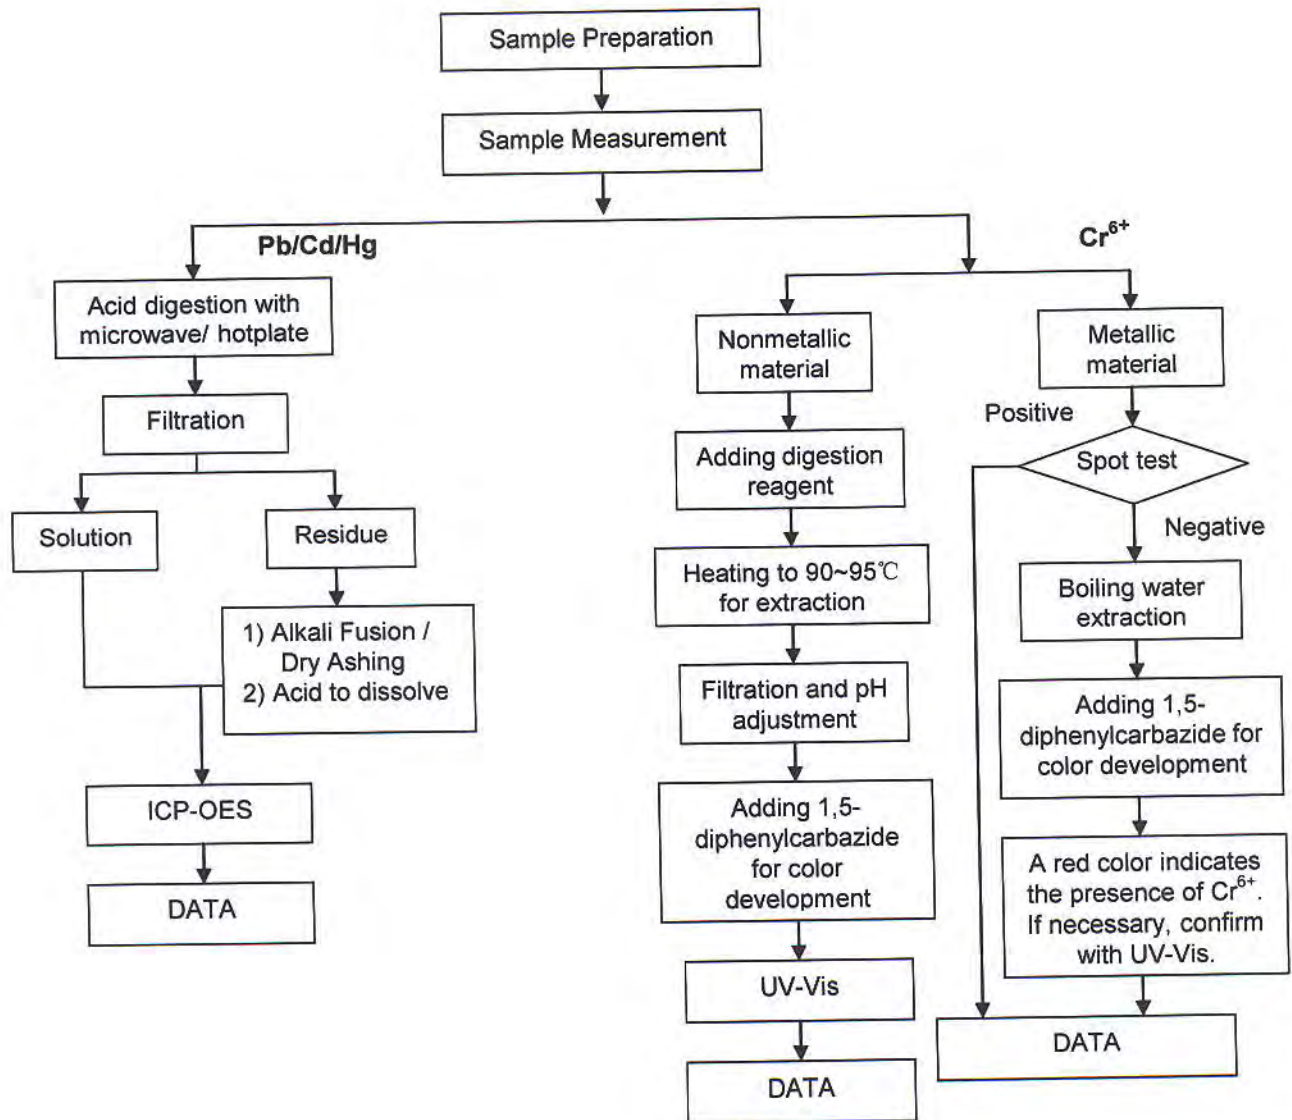 Sample Preparation
Sample Measurement
Pb/Cd/Hg
Cr⁶⁺
Acid digestion with
microwave/ hotplate
Filtration
Solution
Residue
1) Alkali Fusion /
Dry Ashing
2) Acid to dissolve
ICP-OES
DATA
Nonmetallic
material
Adding digestion
reagent
Heating to 90~95℃
for extraction
Filtration and pH
adjustment
Adding 1,5-
diphenylcarbazide
for color
development
UV-Vis
DATA
Metallic
material
Positive
Spot test
Negative
Boiling water
extraction
Adding 1,5-
diphenylcarbazide for
color development
A red color indicates
the presence of Cr⁶⁺.
If necessary, confirm
with UV-Vis.
DATA